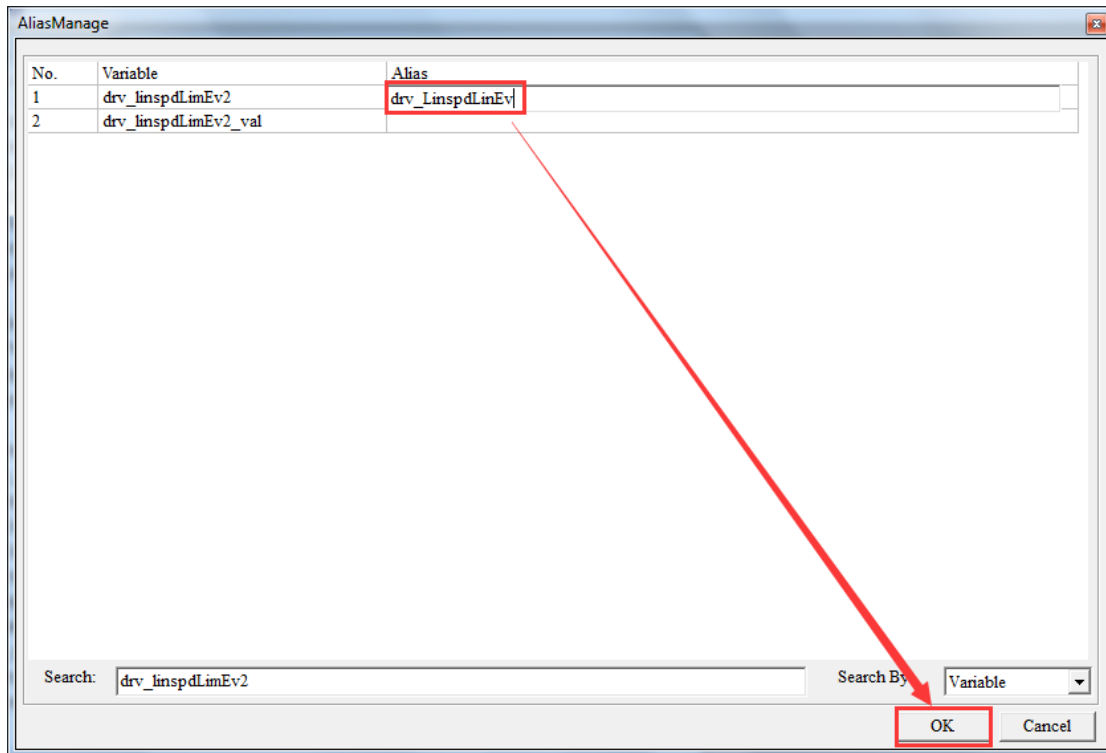 AliasManage
No. Variable Alias
1 drv_linspdLimEv2 drv_LinspdLinEv
2 drv_linspdLimEv2_val
Search: drv_linspdLimEv2 Search By Variable
OK Cancel